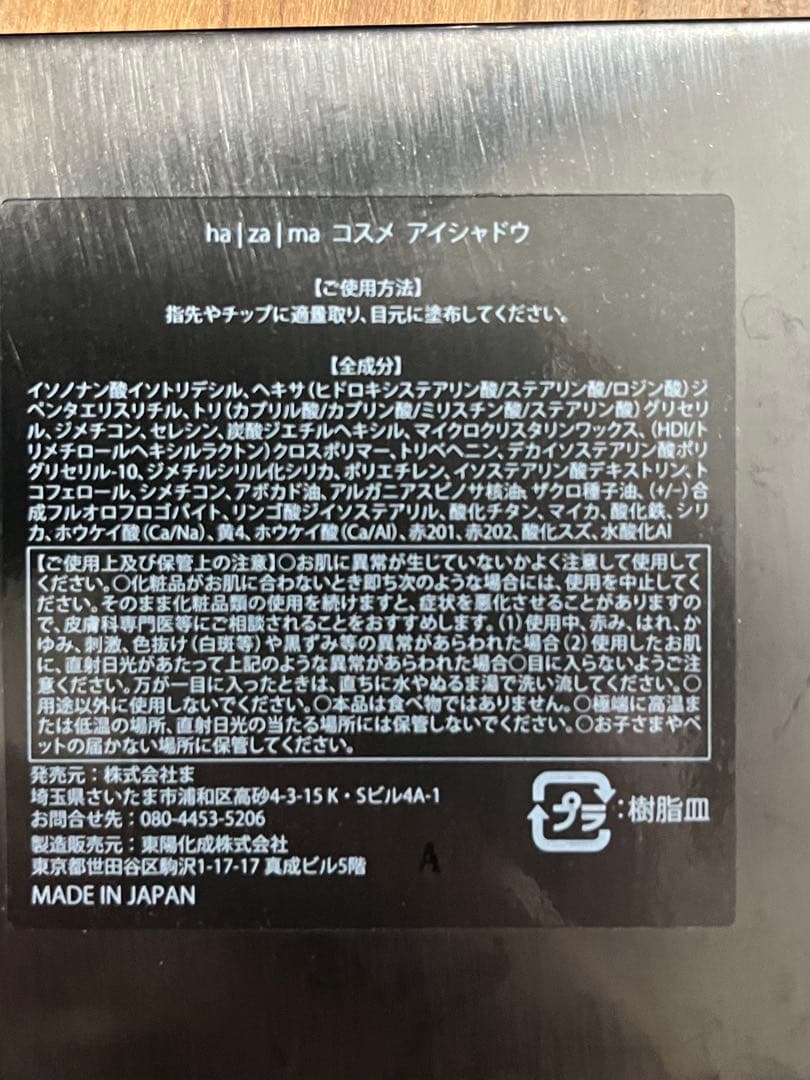 ha|za|ma コスメ アイシャドウ
【ご使用方法】
指先やチップに適量取り、目元に塗布してください。
【全成分】
イソノナン酸イソトリデシル、ヘキサ(ヒドロキシステアリン酸/ステアリン酸/ロジン酸)ジ
ペンタエリスリチル、トリ(カプリル酸/カプリン酸/ミリスチン酸/ステアリン酸)グリセリ
ル、ジメチコン、セレシン、炭酸ジエチルヘキシル、マイクロクリスタリンワックス、(HDI/ト
リメチロールヘキシルラクトン)クロスポリマー、トリベヘニン、デカイソステアリン酸ポリ
グリセリル-10、ジメチルシリル化シリカ、ポリエチレン、イソステアリン酸デキストリン、ト
コフェロール、シメチコン、アボカド油、アルガニアスピノサ核油、ザクロ種子油、(+/-)合
成フルオロフロゴパイト、リンゴ酸ジイソステアリル、酸化チタン、マイカ、酸化鉄、シリ
カ、ホウケイ酸(Ca/Na)、黄4、ホウケイ酸(Ca/Al)、赤201、赤202、酸化スズ、水酸化Al
【ご使用上及び保管上の注意】○お肌に異常が生じていないかよく注意して使用して
ください。○化粧品がお肌に合わないとき即ち次のような場合には、使用を中止してく
ださい。そのまま化粧品類の使用を続けますと、症状を悪化させることがありますの
で、皮膚科専門医等にご相談されることをおすすめします。(1)使用中、赤み、はれ、か
ゆみ、刺激、色抜け(白斑等)や黒ずみ等の異常があらわれた場合(2)使用したお肌
に、直射日光があたって上記のような異常があらわれた場合○目に入らないようご注
意ください。万が一目に入ったときは、直ちに水やぬるま湯で洗い流してください。○
用途以外に使用しないでください。○本品は食べ物ではありません。○極端に高温ま
たは低温の場所、直射日光の当たる場所には保管しないでください。○お子さまやペ
ットの届かない場所に保管してください。
発売元：株式会社ま
埼玉県さいたま市浦和区高砂4-3-15 K・Sビル4A-1
お問合せ先：080-4453-5206
製造販売元：東陽化成株式会社
東京都世田谷区駒沢1-17-17 真成ビル5階
MADE IN JAPAN
プラ：樹脂皿
A